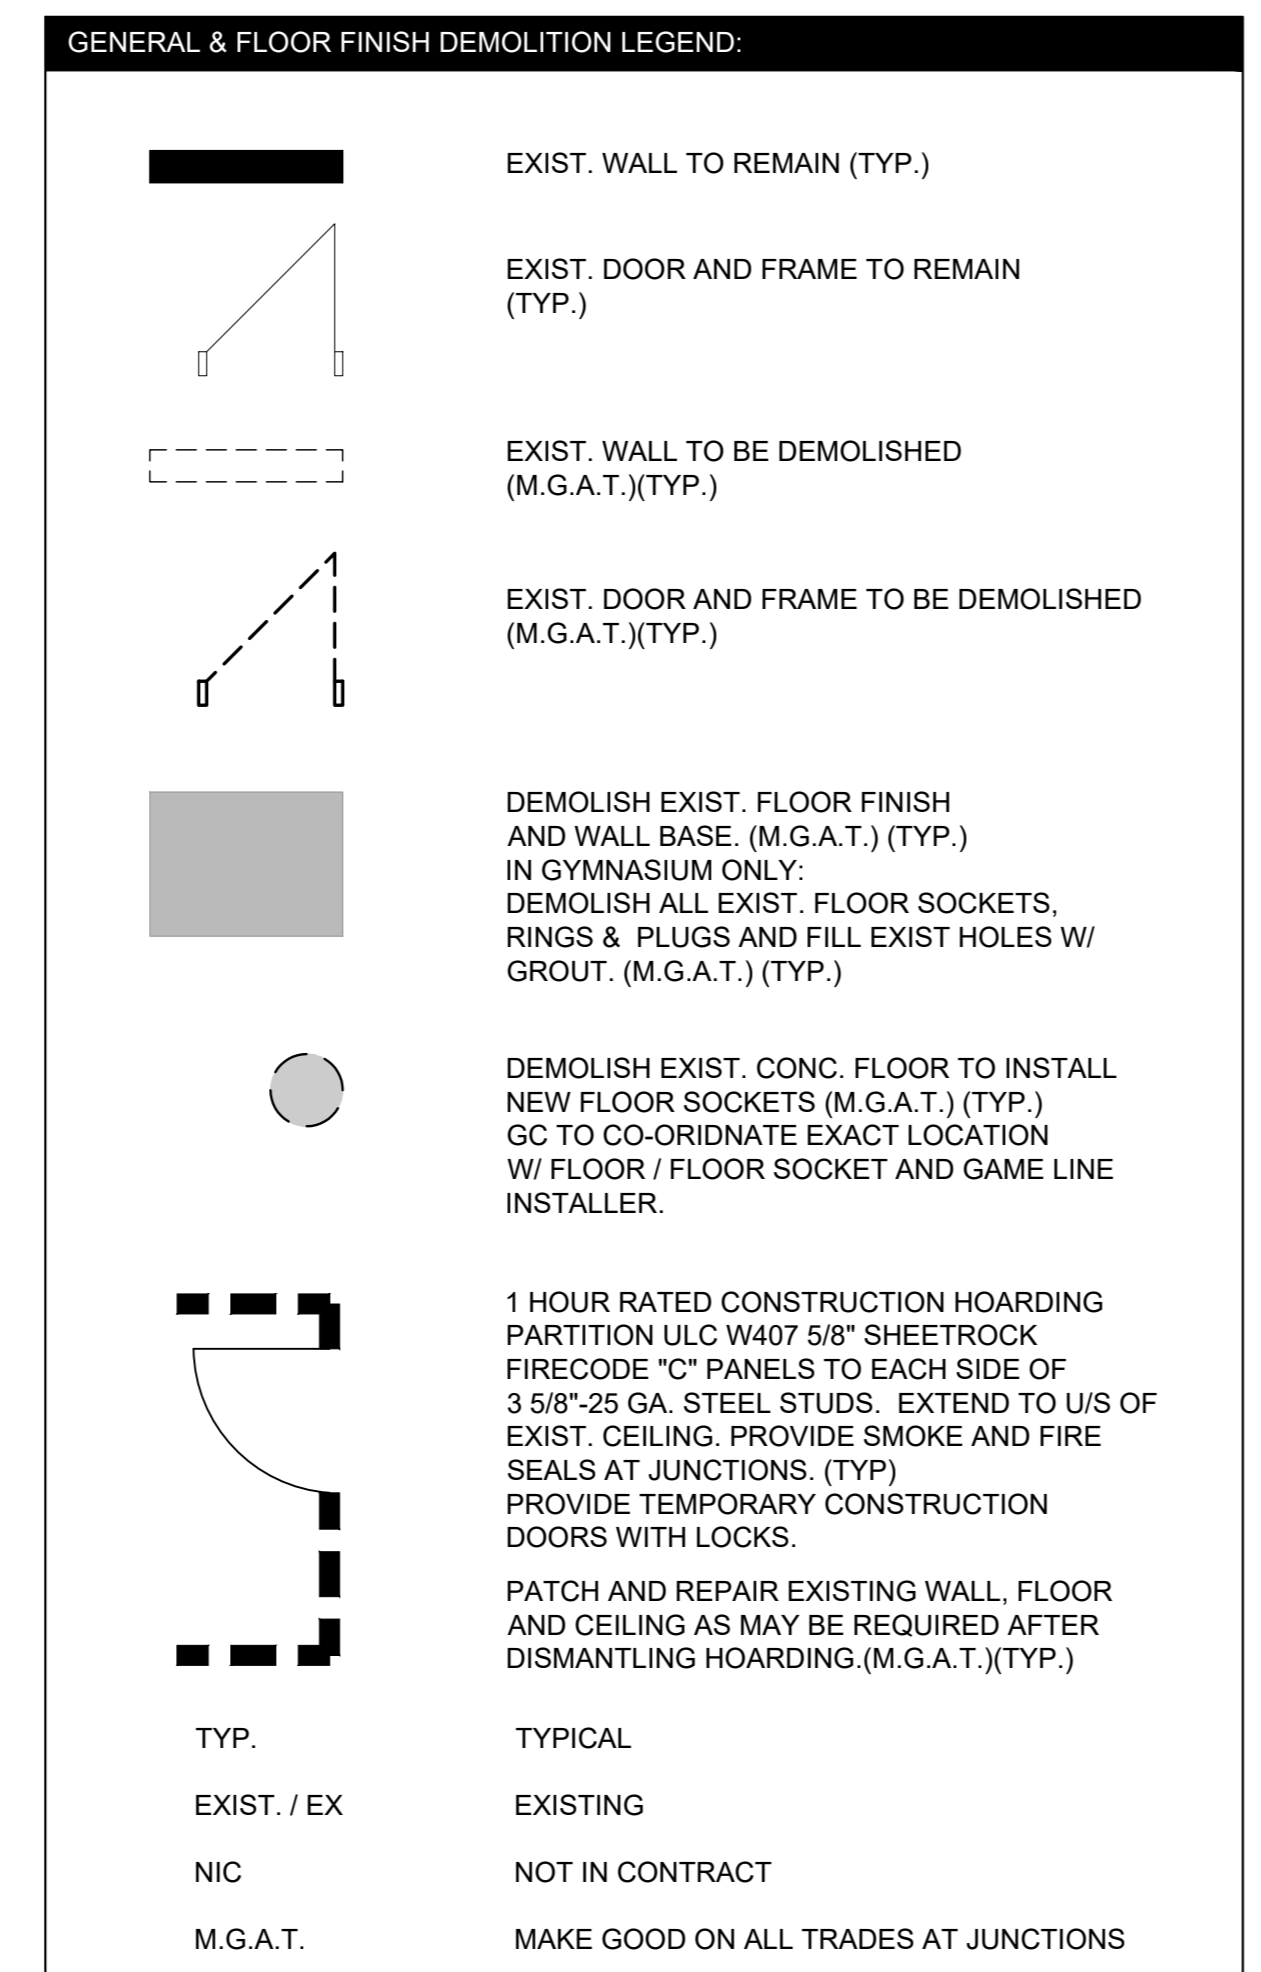 GENERAL & FLOOR FINISH DEMOLITION LEGEND:
EXIST. WALL TO REMAIN (TYP.)
EXIST. DOOR AND FRAME TO REMAIN
(TYP.)
EXIST. WALL TO BE DEMOLISHED
(M.G.A.T.)(TYP.)
EXIST. DOOR AND FRAME TO BE DEMOLISHED
(M.G.A.T.)(TYP.)
DEMOLISH EXIST. FLOOR FINISH
AND WALL BASE. (M.G.A.T.) (TYP.)
IN GYMNASIUM ONLY:
DEMOLISH ALL EXIST. FLOOR SOCKETS,
RINGS & PLUGS AND FILL EXIST HOLES W/
GROUT. (M.G.A.T.) (TYP.)
DEMOLISH EXIST. CONC. FLOOR TO INSTALL
NEW FLOOR SOCKETS (M.G.A.T.) (TYP.)
GC TO CO-ORIDNATE EXACT LOCATION
W/ FLOOR / FLOOR SOCKET AND GAME LINE
INSTALLER.
1 HOUR RATED CONSTRUCTION HOARDING
PARTITION ULC W407 5/8" SHEETROCK
FIRECODE "C" PANELS TO EACH SIDE OF
3 5/8"-25 GA. STEEL STUDS. EXTEND TO U/S OF
EXIST. CEILING. PROVIDE SMOKE AND FIRE
SEALS AT JUNCTIONS. (TYP)
PROVIDE TEMPORARY CONSTRUCTION
DOORS WITH LOCKS.
PATCH AND REPAIR EXISTING WALL, FLOOR
AND CEILING AS MAY BE REQUIRED AFTER
DISMANTLING HOARDING.(M.G.A.T.)(TYP.)
TYP. TYPICAL
EXIST. / EX EXISTING
NIC NOT IN CONTRACT
M.G.A.T. MAKE GOOD ON ALL TRADES AT JUNCTIONS